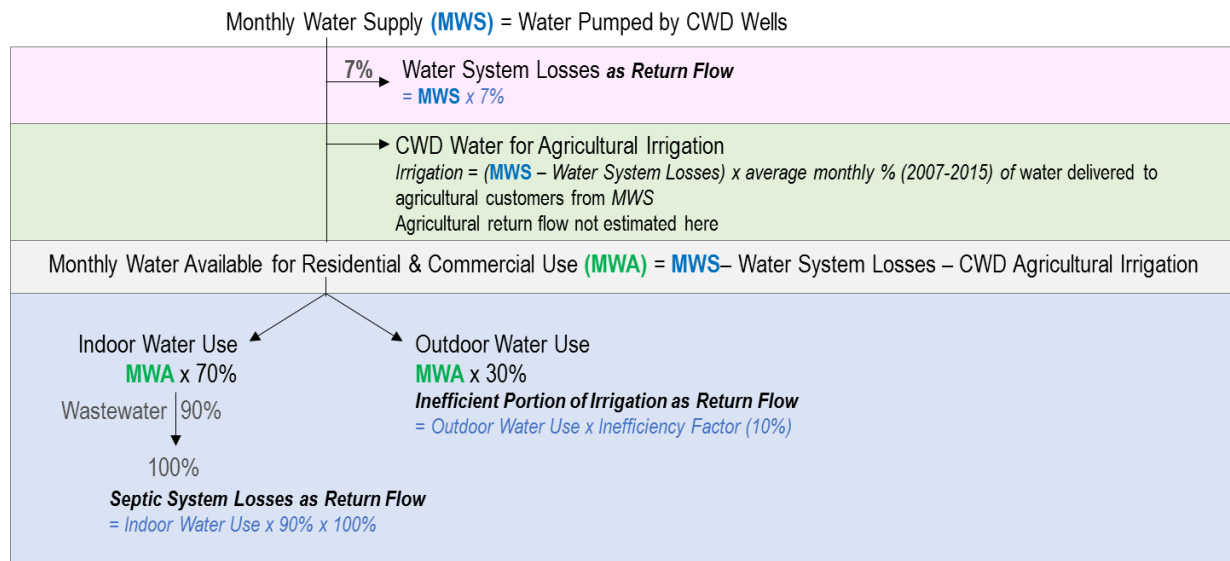 Monthly Water Supply (MWS) = Water Pumped by CWD Wells
7%
Water System Losses as Return Flow
= MWS x 7%
CWD Water for Agricultural Irrigation
Irrigation = (MWS – Water System Losses) x average monthly % (2007-2015) of water delivered to
agricultural customers from MWS
Agricultural return flow not estimated here
Monthly Water Available for Residential & Commercial Use (MWA) = MWS– Water System Losses – CWD Agricultural Irrigation
Indoor Water Use
MWA x 70%
Wastewater 90%
100%
Septic System Losses as Return Flow
= Indoor Water Use x 90% x 100%
Outdoor Water Use
MWA x 30%
Inefficient Portion of Irrigation as Return Flow
= Outdoor Water Use x Inefficiency Factor (10%)